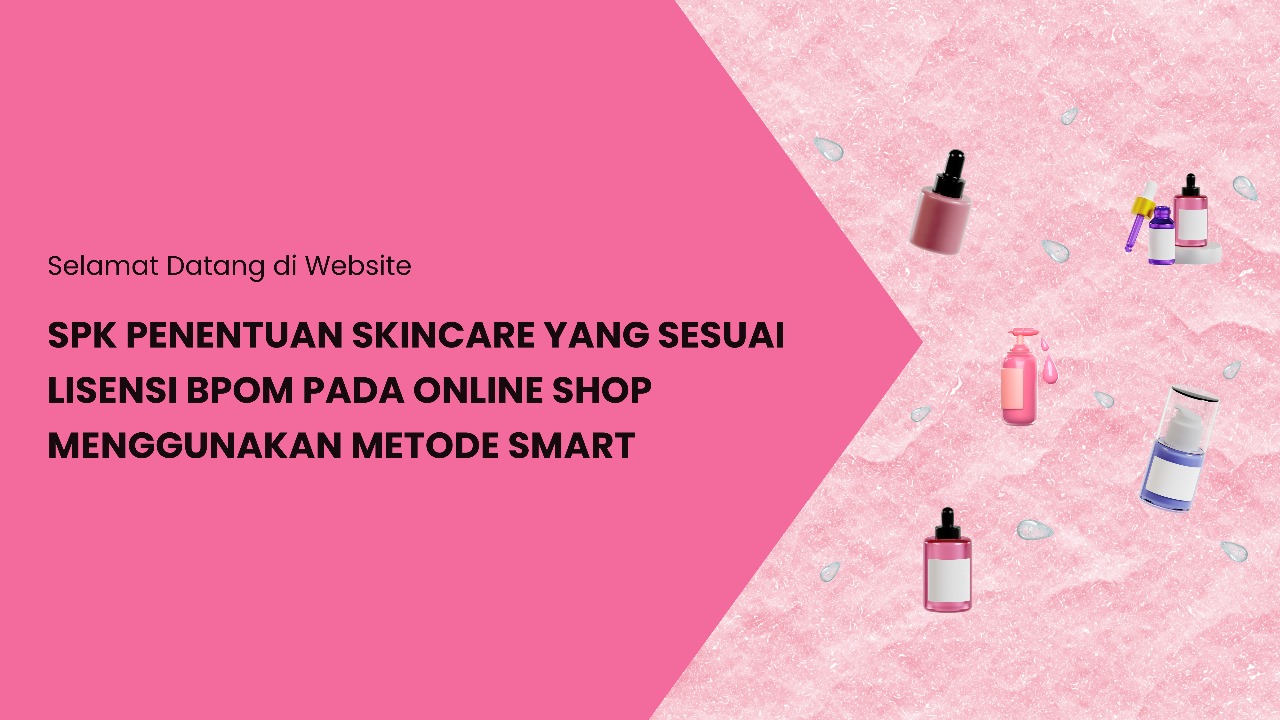 Selamat Datang di Website
SPK PENENTUAN SKINCARE YANG SESUAI
LISENSI BPOM PADA ONLINE SHOP
MENGGUNAKAN METODE SMART